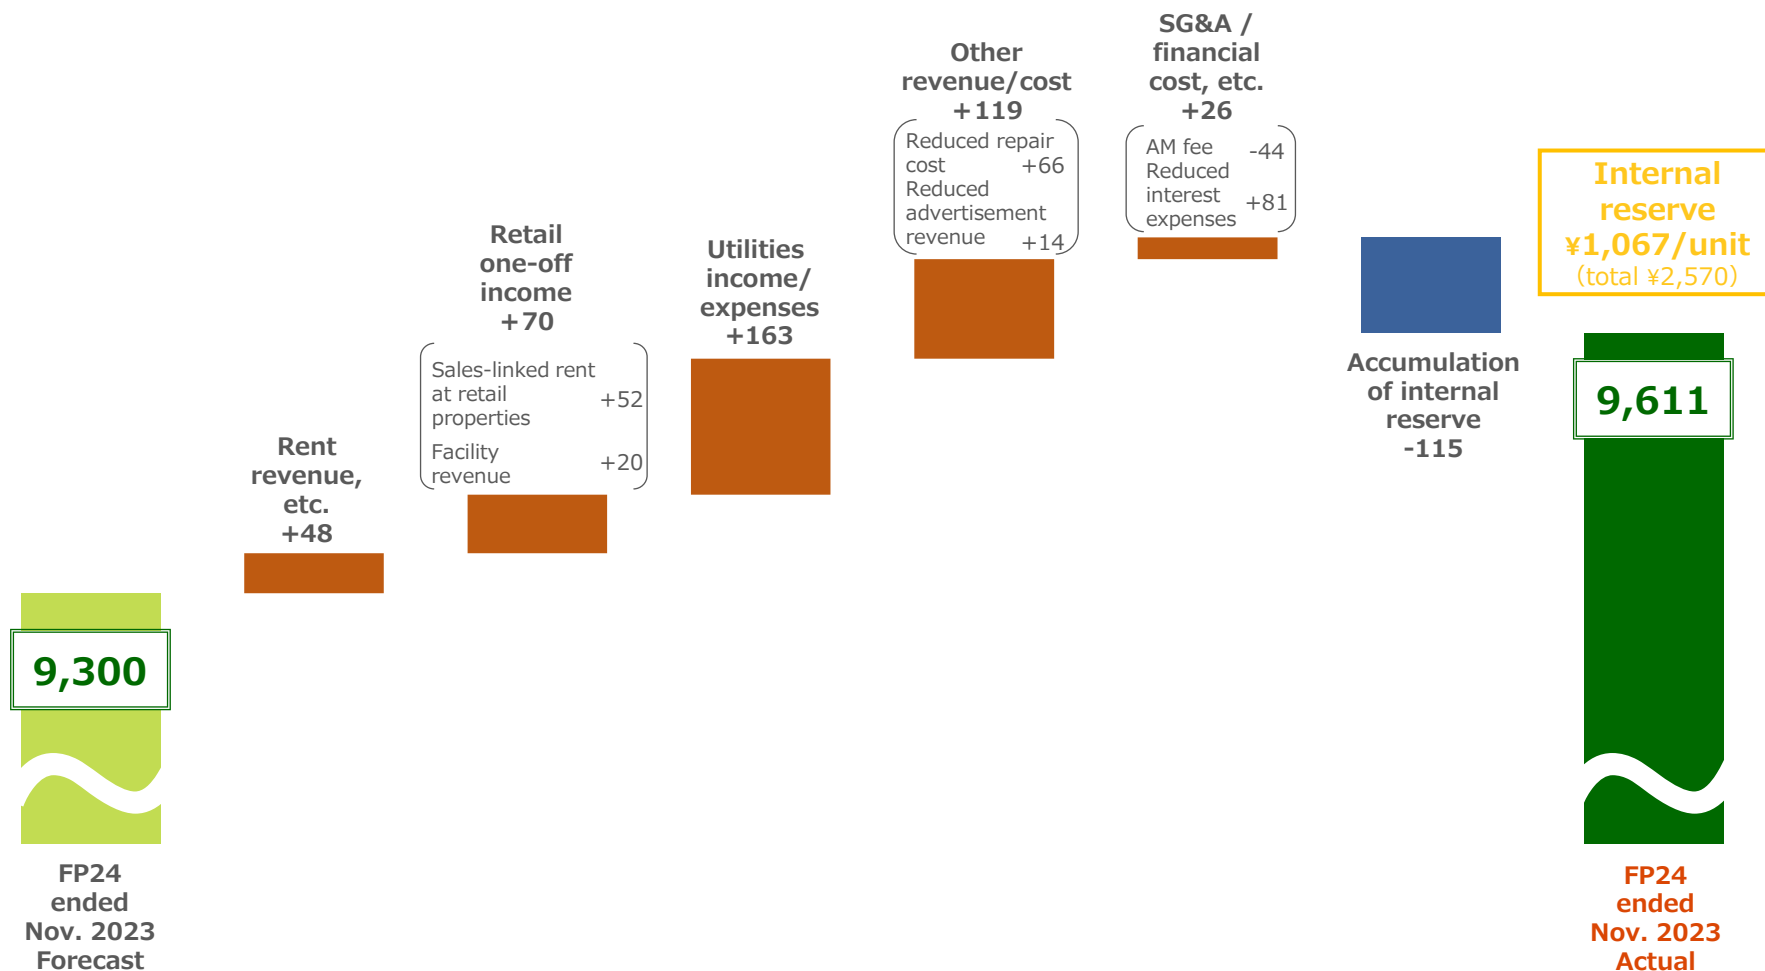 9,300
FP24
ended
Nov. 2023
Forecast
Rent
revenue,
etc.
+48
Retail
one-off
income
+70
Sales-linked rent
at retail
properties +52
Facility
revenue +20
Utilities
income/
expenses
+163
Other
revenue/cost
+119
Reduced repair
cost +66
Reduced
advertisement
revenue +14
SG&A /
financial
cost, etc.
+26
AM fee -44
Reduced
interest
expenses +81
Accumulation
of internal
reserve
-115
Internal
reserve
¥1,067/unit
(total ¥2,570)
9,611
FP24
ended
Nov. 2023
Actual